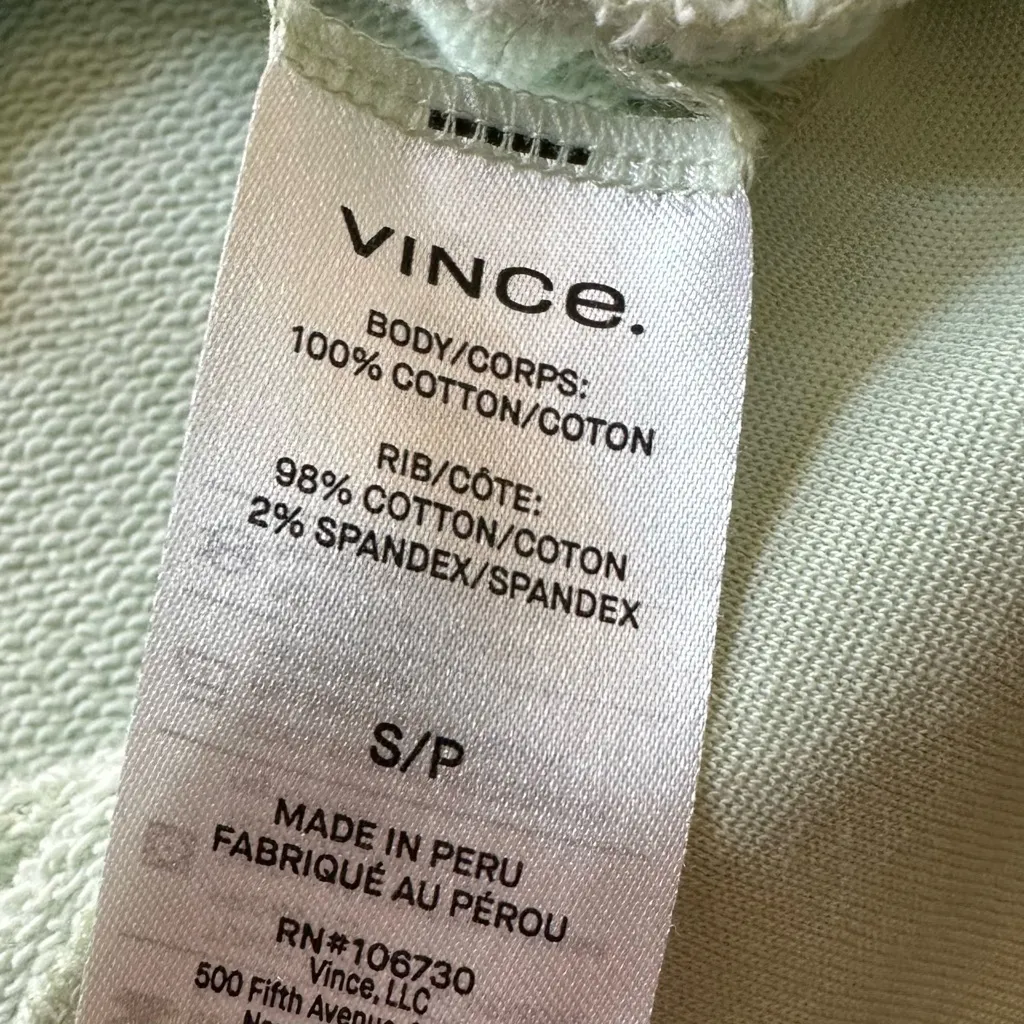 VINCe.
BODY/CORPS:
100% COTTON/COTON
RIB/CÔTE:
98% COTTON/COTON
2% SPANDEX/SPANDEX
S/P
MADE IN PERU
FABRIQUÉ AU PÉROU
RN#106730
Vince, LLC
500 Fifth Avenue